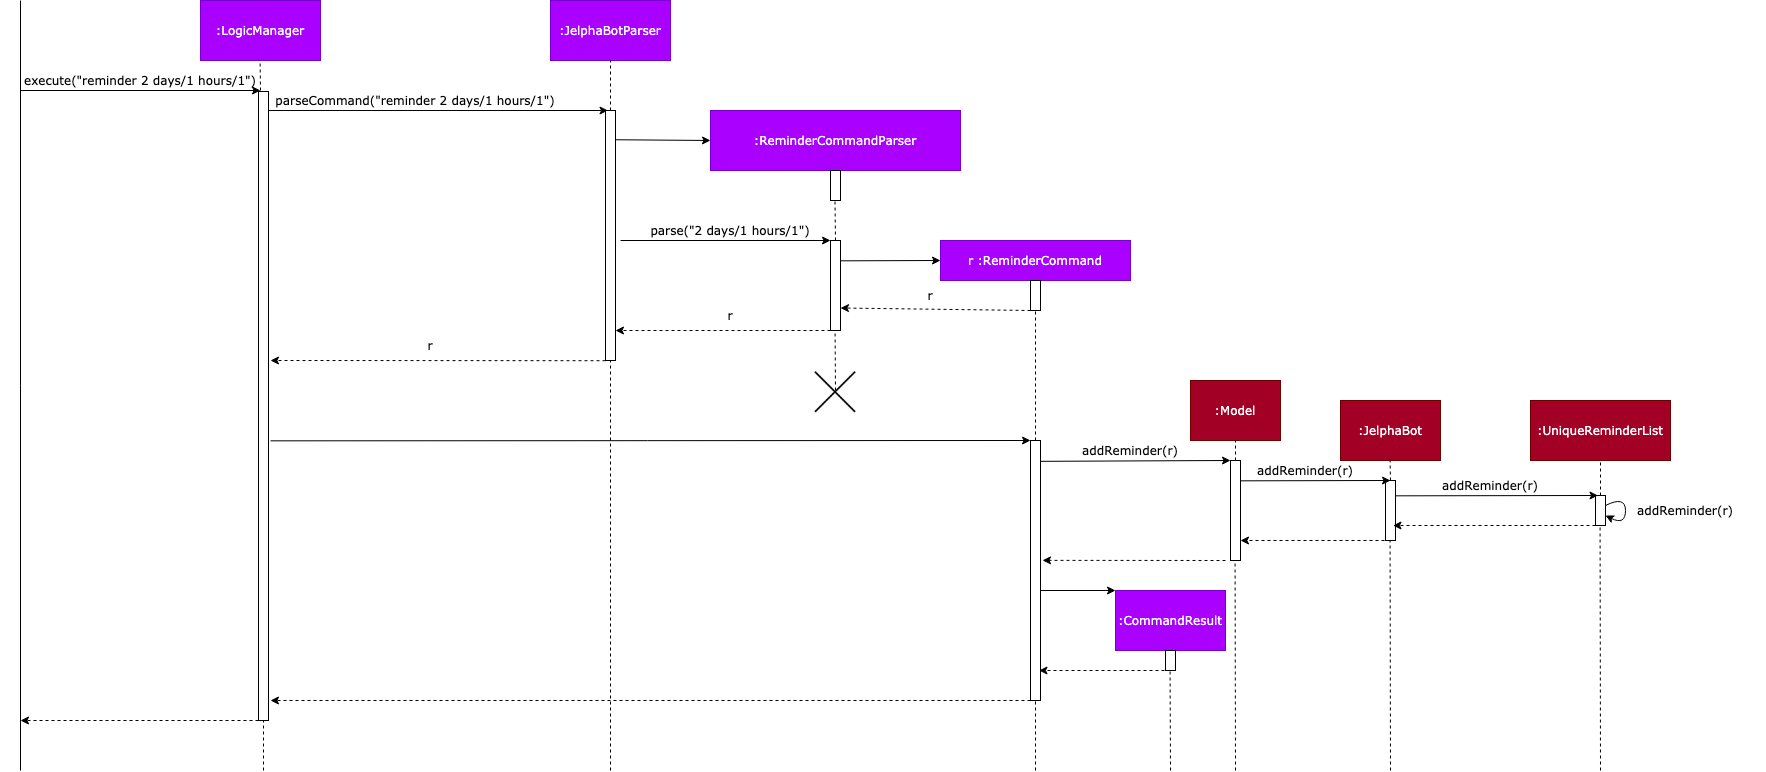 :LogicManager
:JelphaBotParser
execute("reminder 2 days/1 hours/1")
parseCommand("reminder 2 days/1 hours/1")
:ReminderCommandParser
parse("2 days/1 hours/1")
r :ReminderCommand
r
r
r
:Model
:JelphaBot
:UniqueReminderList
addReminder(r)
addReminder(r)
addReminder(r)
addReminder(r)
:CommandResult